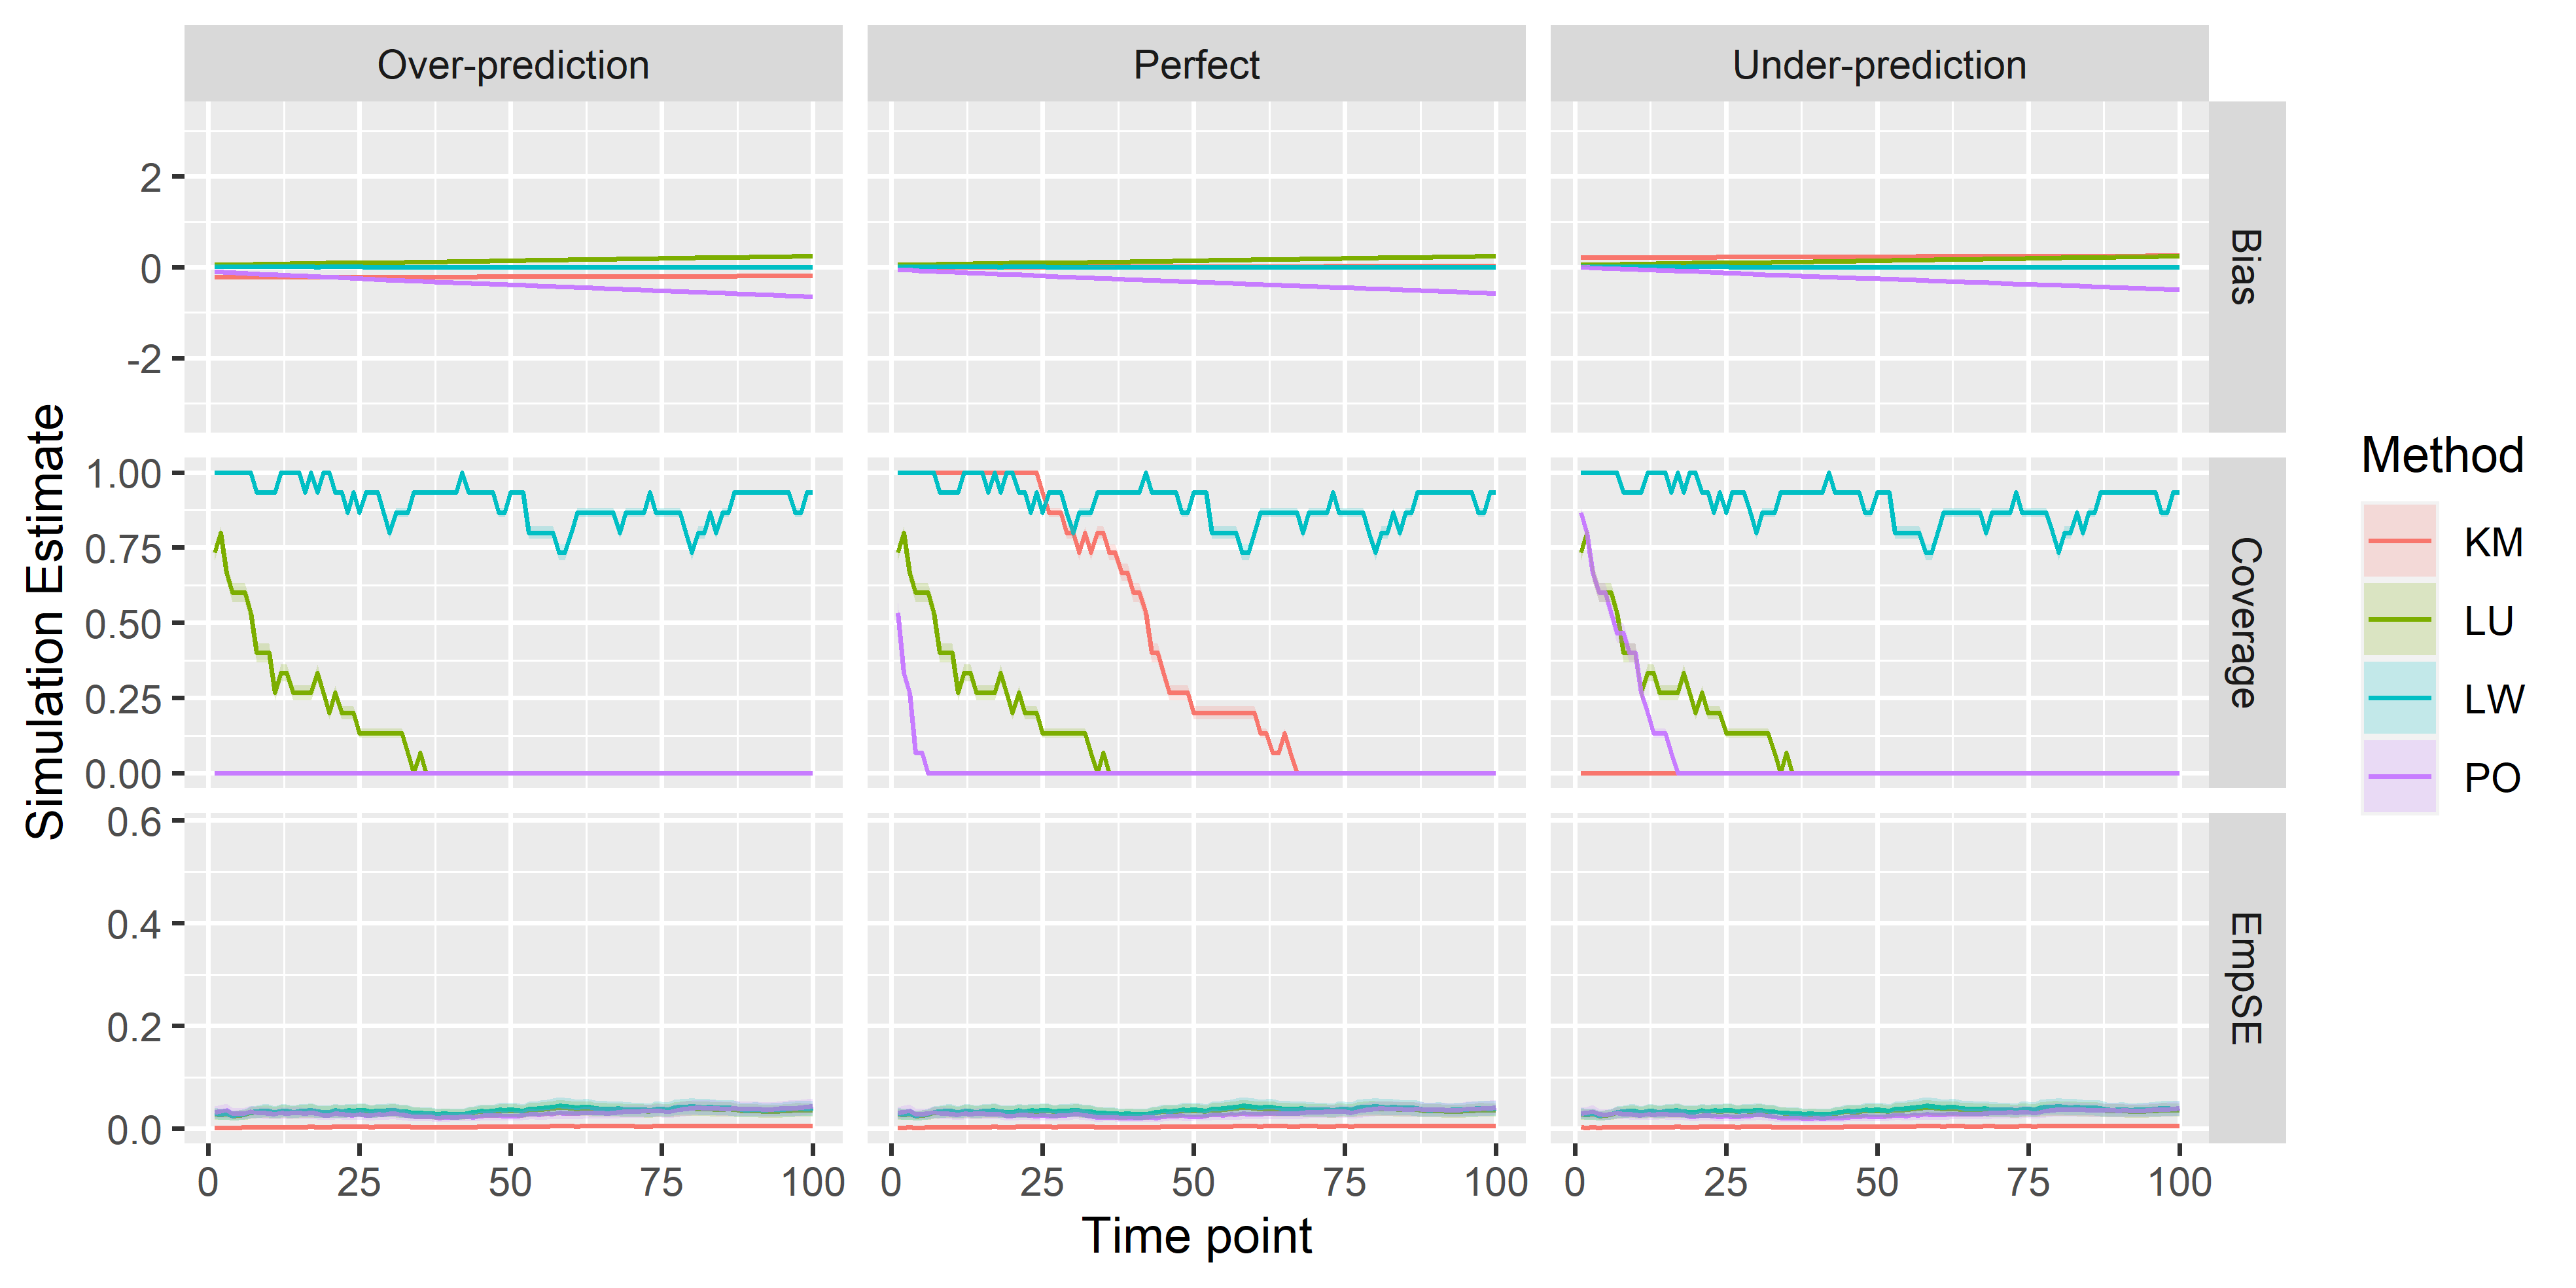 Over-prediction
Perfect
Under-prediction
2
0
-2
Bias
1.00
0.75
0.50
0.25
0.00
Coverage
0.6
0.4
0.2
0.0
EmpSE
0 25 50 75 100
0 25 50 75 100
0 25 50 75 100
Time point
Simulation Estimate
Method
KM
LU
LW
PO